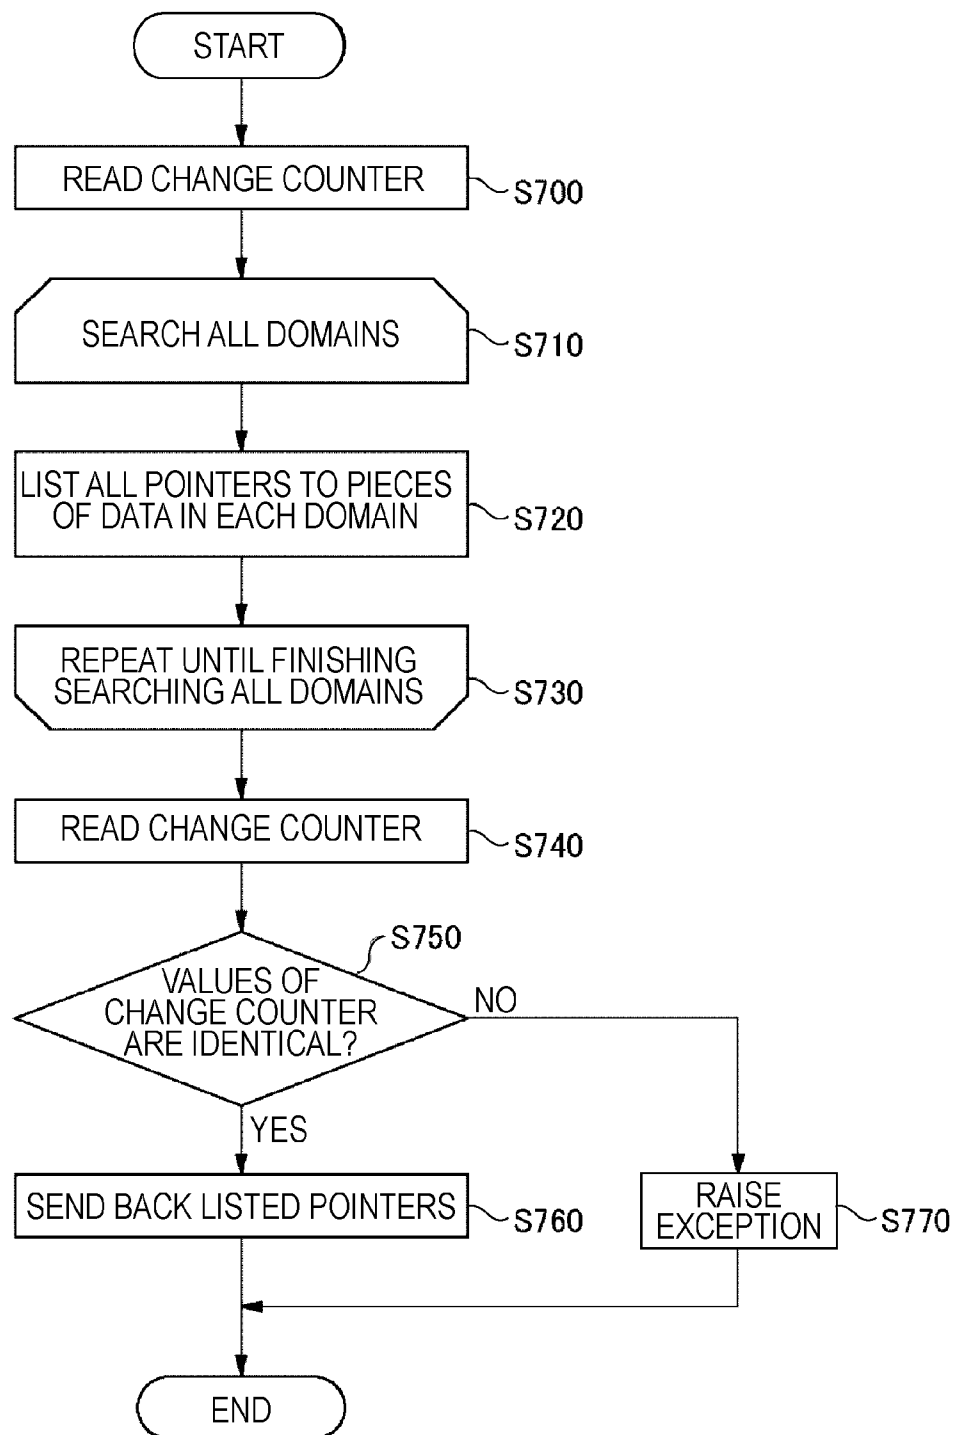 START
READ CHANGE COUNTER
S700
SEARCH ALL DOMAINS
S710
LIST ALL POINTERS TO PIECES
OF DATA IN EACH DOMAIN
S720
REPEAT UNTIL FINISHING
SEARCHING ALL DOMAINS
S730
READ CHANGE COUNTER
S740
S750
VALUES OF
CHANGE COUNTER
ARE IDENTICAL?
NO
YES
SEND BACK LISTED POINTERS
S760
RAISE
EXCEPTION
S770
END